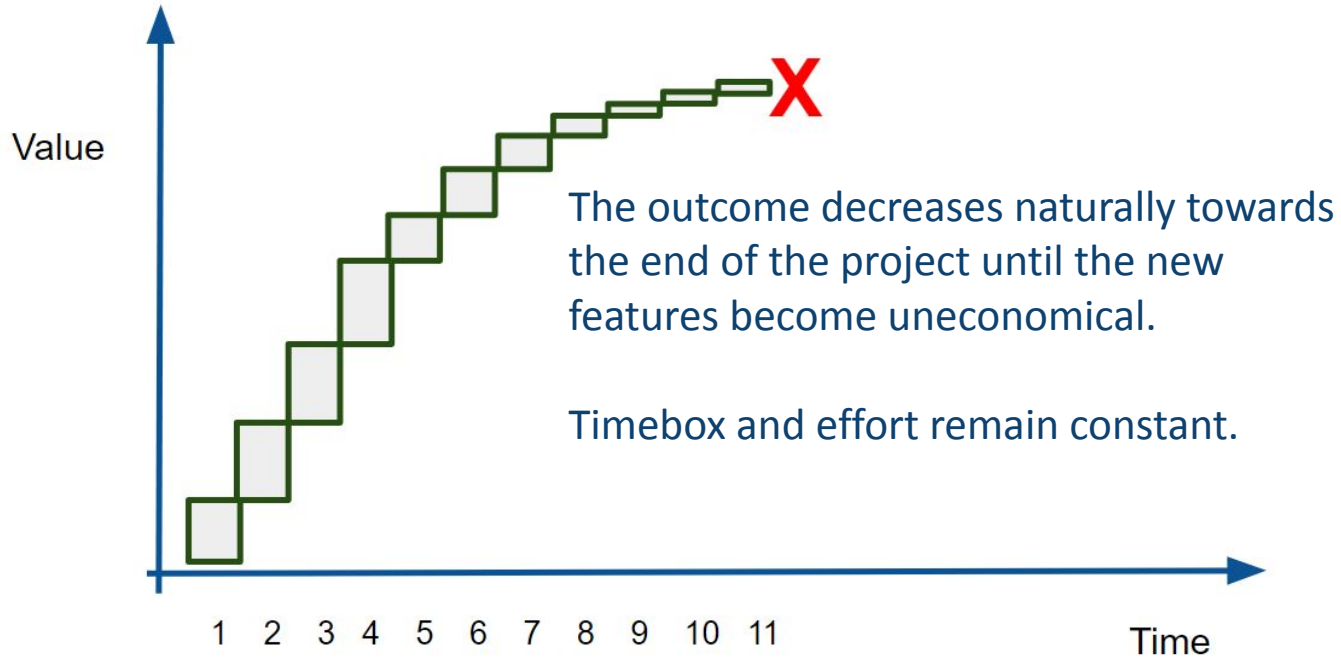 Value
X
The outcome decreases naturally towards
the end of the project until the new
features become uneconomical.
Timebox and effort remain constant.
1 2 3 4 5 6 7 8 9 10 11
Time